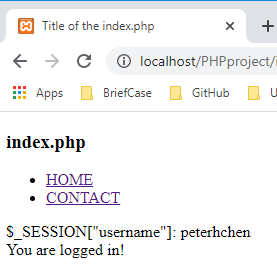 Title of the index.php
localhost/PHPproject/
Apps BriefCase GitHub
index.php
HOME
CONTACT
$_SESSION["username"]: peterhchen
You are logged in!